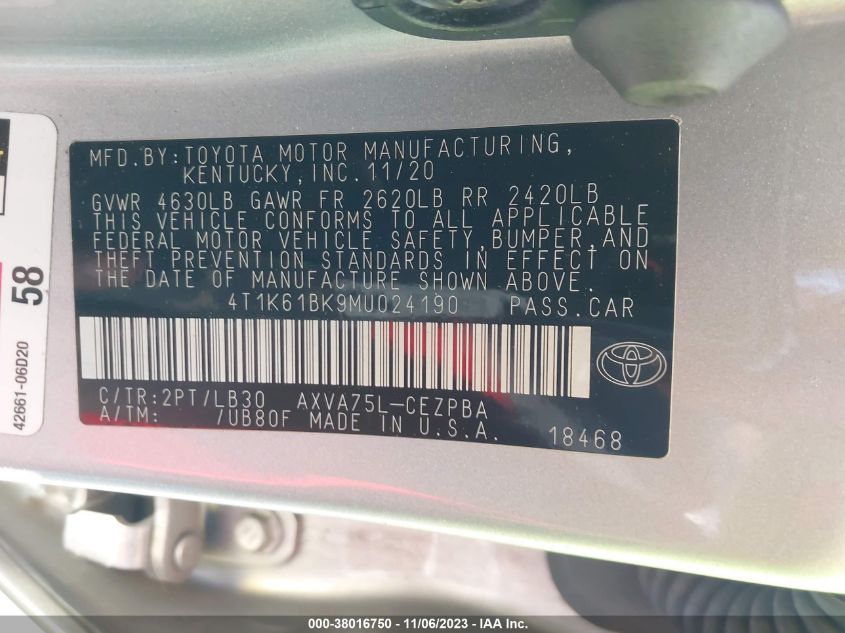 MFD.BY:TOYOTA MOTOR MANUFACTURING,
KENTUCKY,INC.11/20
GVWR 4630LB GAWR FR 2620LB RR 2420LB
THIS VEHICLE CONFORMS TO ALL APPLICABLE
FEDERAL MOTOR VEHICLE SAFETY,BUMPER,AND
THEFT PREVENTION STANDARDS IN EFFECT ON
THE DATE OF MANUFACTURE SHOWN ABOVE.
4T1K61BK9MU024190 PASS.CAR
C/TR:2PT/LB30 AXVA75L-CEZPBA
A/TM: /UB80F MADE IN U.S.A.
18468
58
42661-06D20
000-38016750 - 11/06/2023 - IAA Inc.